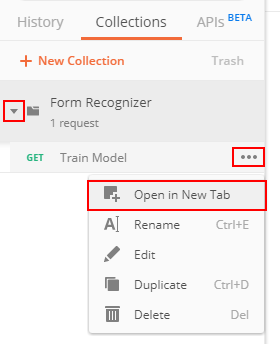 History Collections APIs BETA
+ New Collection Trash
Form Recognizer
1 request
GET Train Model
Open in New Tab
Rename Ctrl+E
Edit
Duplicate Ctrl+D
Delete Del